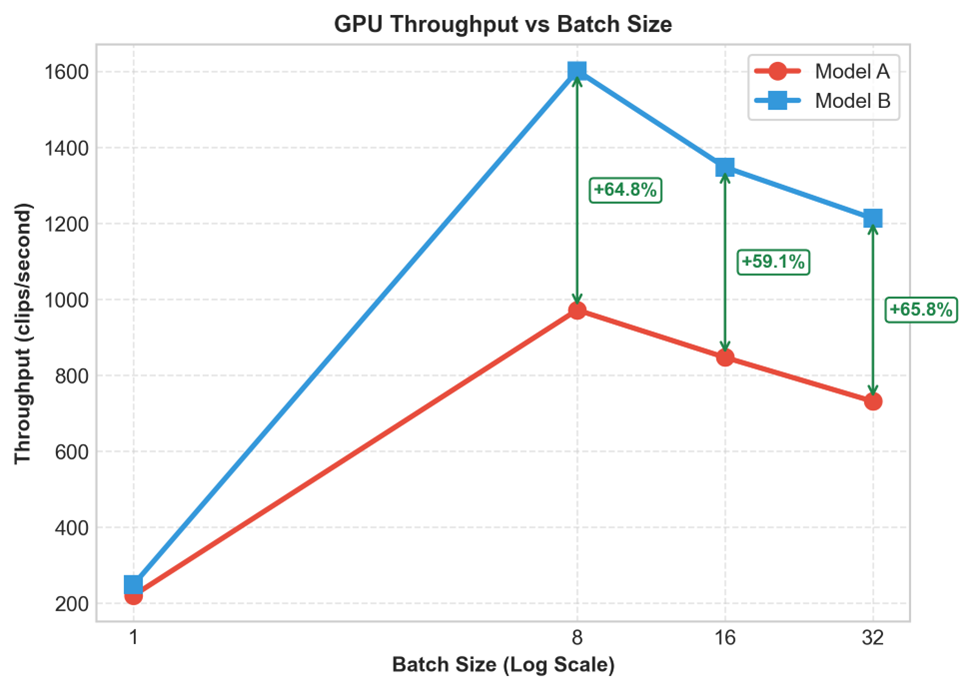 GPU Throughput vs Batch Size
Throughput (clips/second)
1600
1400
1200
1000
800
600
400
200
Model A
Model B
+64.8%
+59.1%
+65.8%
1 8 16 32
Batch Size (Log Scale)